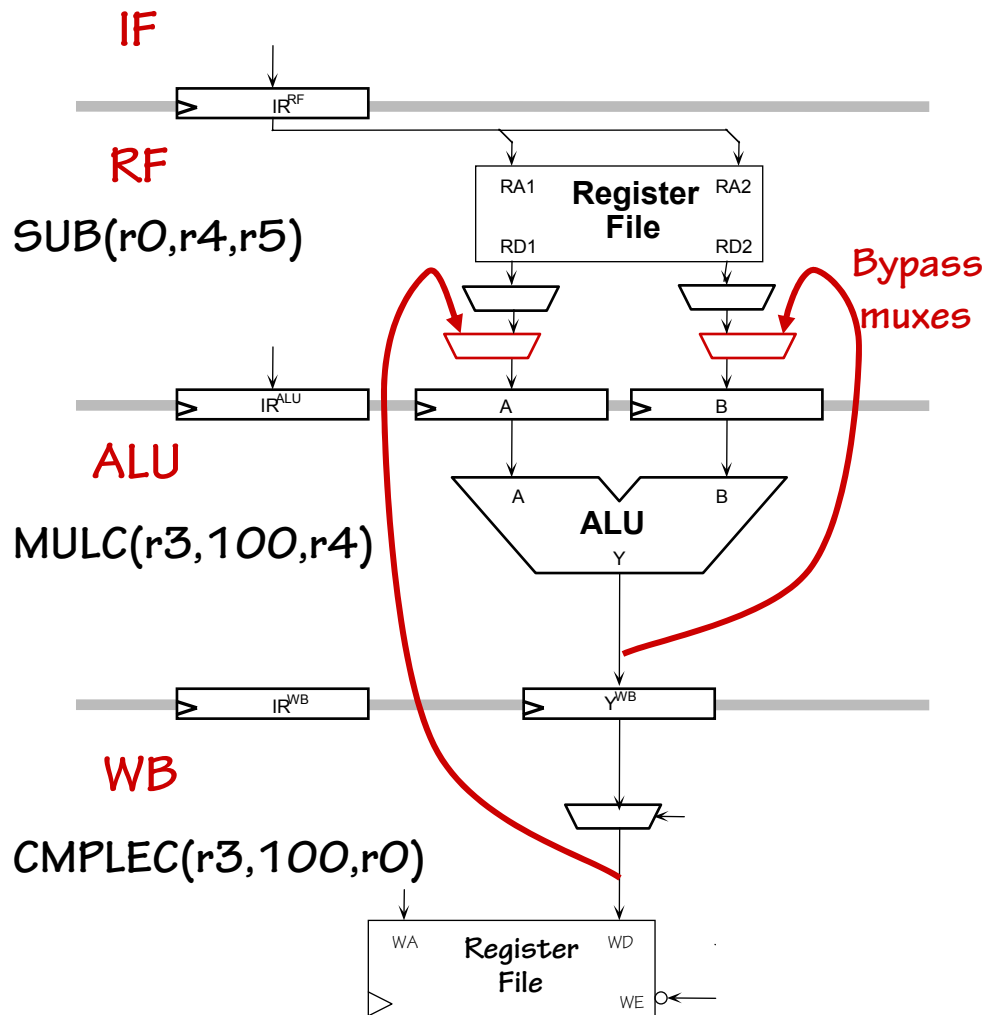 IF
IR^RF
RF
RA1 RA2
Register
File
SUB(r0,r4,r5)
RD1 RD2
Bypass
muxes
IR^ALU A B
ALU
A B
ALU
MULC(r3,100,r4)
Y
IR^WB Y^WB
WB
CMPLEC(r3,100,r0)
WA Register WD
File
WE